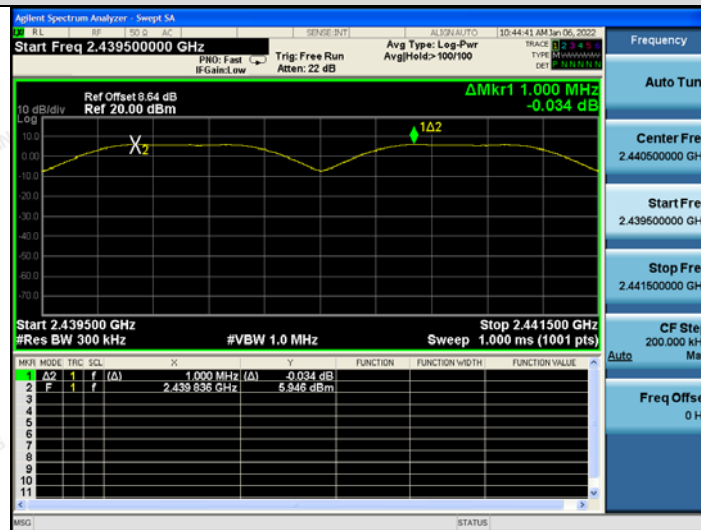 Agilent Spectrum Analyzer - Swept SA
RL RF 50 Ω AC SENSE:INT ALIGN AUTO 10:44:41 AM Jan 06, 2022
Start Freq 2.439500000 GHz
PNO: Fast
IFGain:Low
Trig: Free Run
Atten: 22 dB
Avg Type: Log-Pwr
Avg|Hold:> 100/100
TRACE 1 2 3 4 5 6
TYPE M
DET P N N N N N
ΔMkr1 1.000 MHz
-0.034 dB
Ref Offset 8.64 dB
10 dB/div Ref 20.00 dBm
Log
10.0
0.00
-10.0
-20.0
-30.0
-40.0
-50.0
-60.0
-70.0
X2
1Δ2
Start 2.439500 GHz Stop 2.441500 GHz
#Res BW 300 kHz #VBW 1.0 MHz Sweep 1.000 ms (1001 pts)
MKR MODE TRC SCL X Y FUNCTION FUNCTION WIDTH FUNCTION VALUE
1 Δ2 1 f (Δ) 1.000 MHz (Δ) -0.034 dB
2 F 1 f 2.439 836 GHz 5.946 dBm
3
4
5
6
7
8
9
10
11
MSG STATUS
Frequency
Auto Tun
Center Fre
2.440500000 GH
Start Fre
2.439500000 GH
Stop Fre
2.441500000 GH
CF Ste
200.000 kH
Auto Ma
Freq Offse
0 H